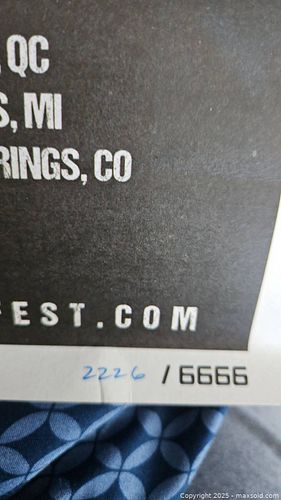 , QC
S, MI
RINGS, CO
FEST.COM
2226 / 6666
Copyright 2025 - maxsold.com